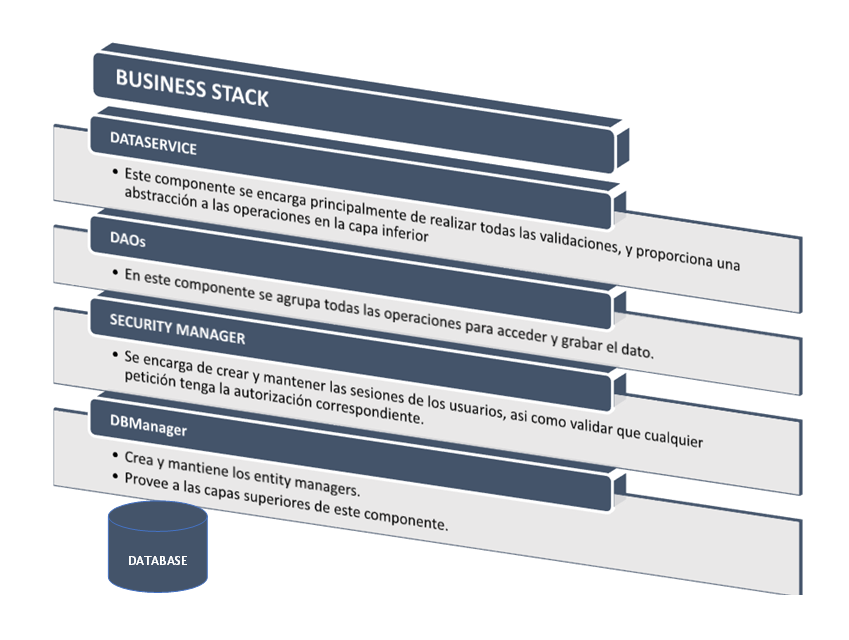 BUSINESS STACK
DATASERVICE
• Este componente se encarga principalmente de realizar todas las validaciones, y proporciona una
abstracción a las operaciones en la capa inferior
DAOs
• En este componente se agrupa todas las operaciones para acceder y grabar el dato.
SECURITY MANAGER
• Se encarga de crear y mantener las sesiones de los usuarios, asi como validar que cualquier
petición tenga la autorización correspondiente.
DBManager
• Crea y mantiene los entity managers.
• Provee a las capas superiores de este componente.
DATABASE